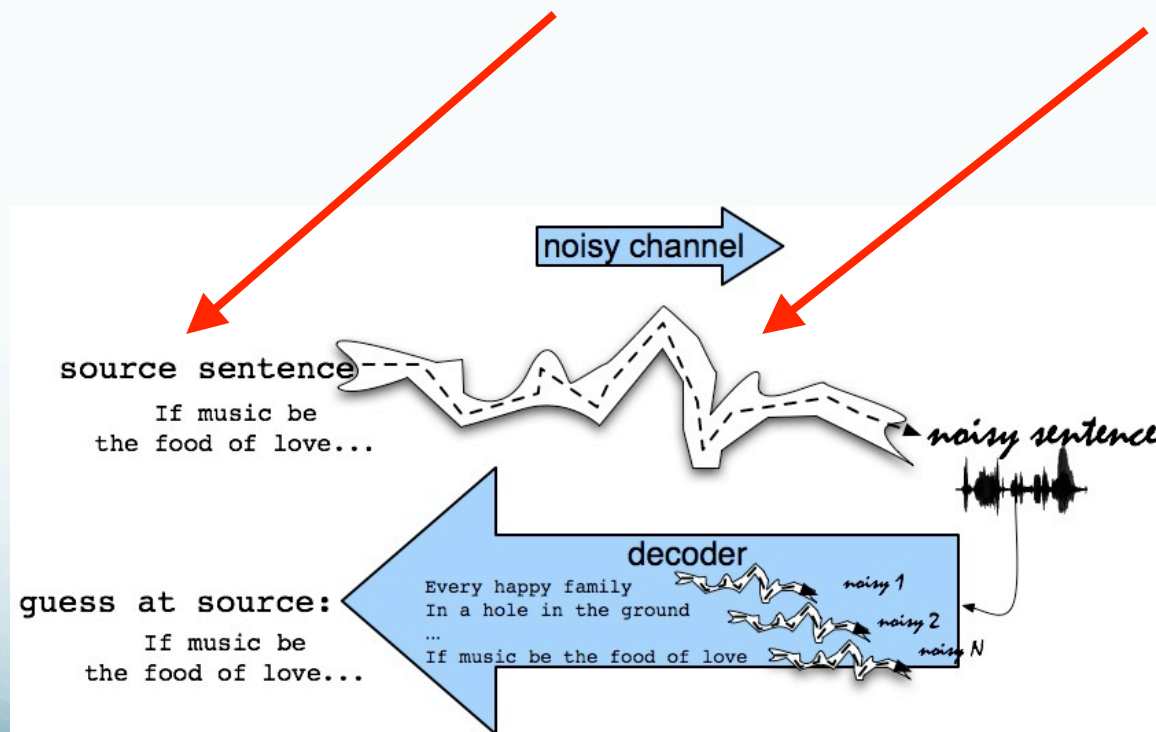 noisy channel
source sentence
If music be
the food of love...
noisy sentence
decoder
Every happy family
noisy 1
In a hole in the ground
noisy 2
...
If music be the food of love
noisy N
guess at source:
If music be
the food of love...